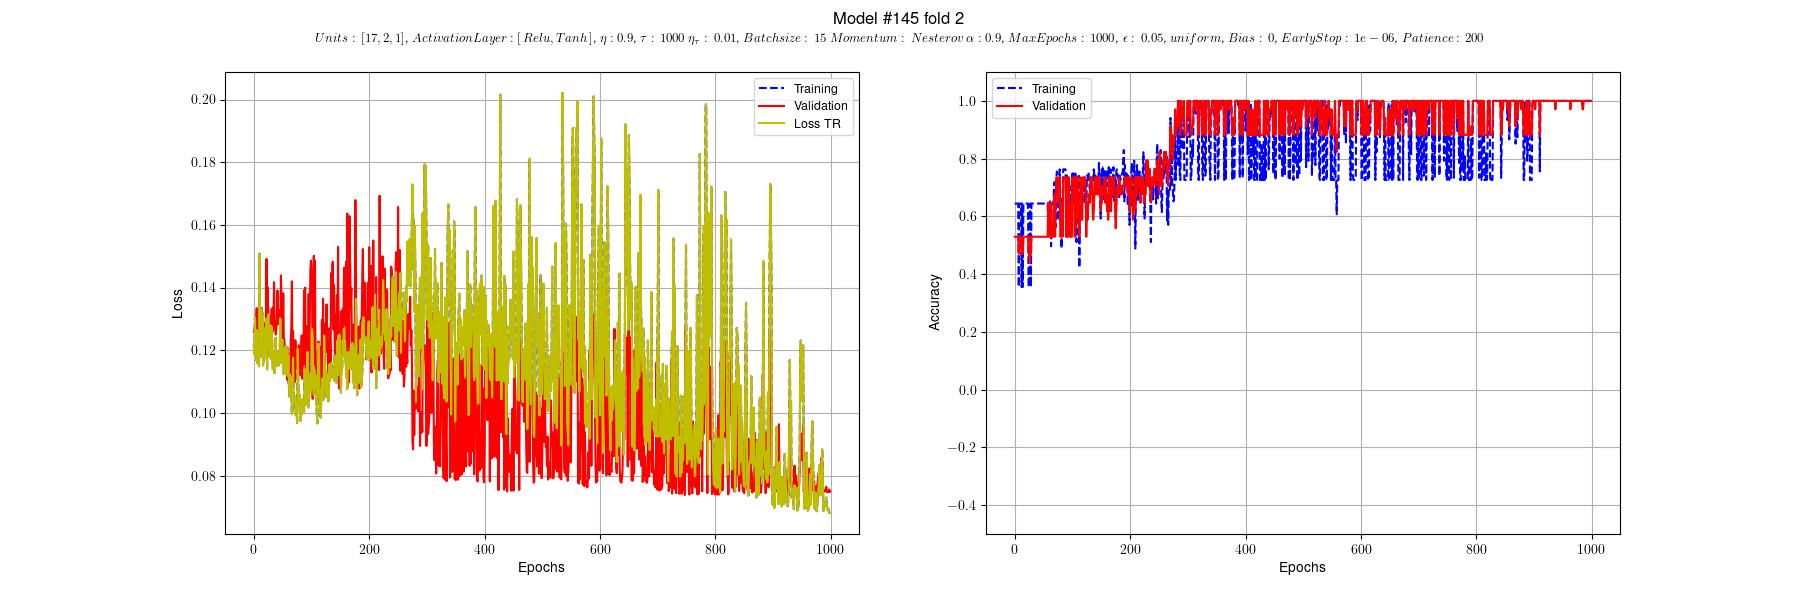 Model #145 fold 2
Units : [17, 2, 1], ActivationLayer : [ Relu, Tanh ], η : 0.9, τ : 1000 η_τ : 0.01, Batchsize : 15 Momentum : Nesterov α : 0.9, MaxEpochs : 1000, ϵ : 0.05, uniform, Bias : 0, EarlyStop : 1e − 06, Patience : 200
Training
Validation
Loss TR
0.20
0.18
0.16
0.14
0.12
0.10
0.08
Loss
0 200 400 600 800 1000
Epochs
Training
Validation
1.0
0.8
0.6
0.4
0.2
0.0
−0.2
−0.4
Accuracy
0 200 400 600 800 1000
Epochs